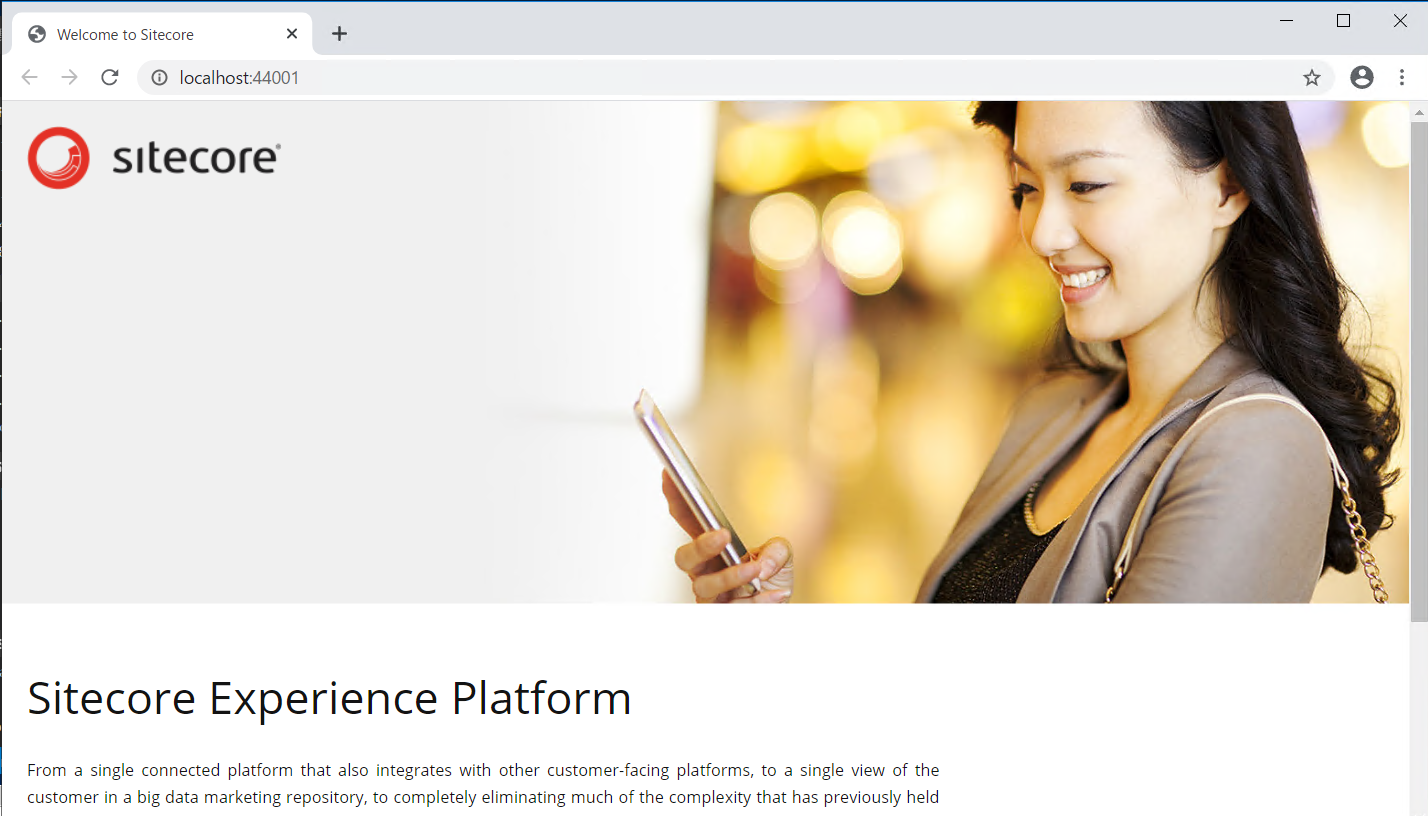 Welcome to Sitecore
localhost:44001
sitecore®
Sitecore Experience Platform
From a single connected platform that also integrates with other customer-facing platforms, to a single view of the
customer in a big data marketing repository, to completely eliminating much of the complexity that has previously held